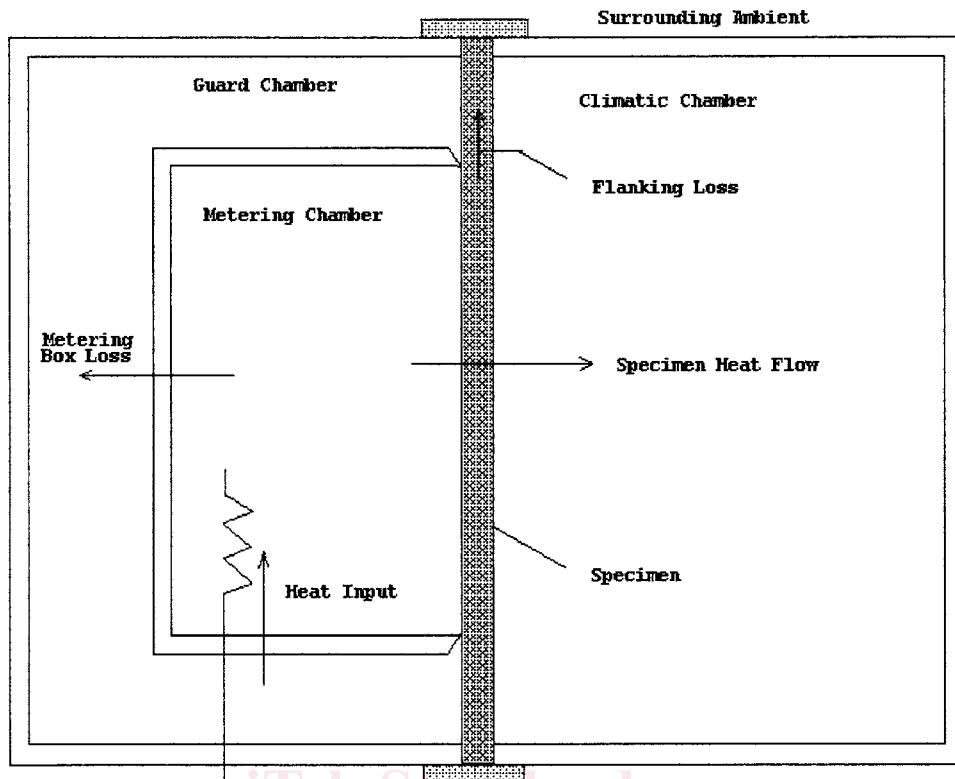 Surrounding Ambient
Guard Chamber
Climatic Chamber
Flanking Loss
Metering Chamber
Metering
Box Loss
Specimen Heat Flow
Specimen
Heat Input